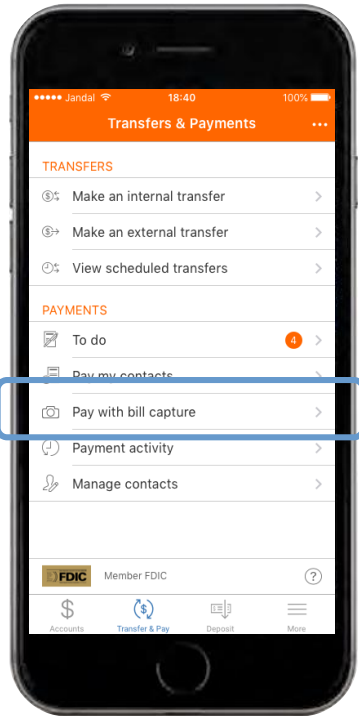 Jandal 18:40 100%
Transfers & Payments
TRANSFERS
Make an internal transfer
Make an external transfer
View scheduled transfers
PAYMENTS
To do 4
Pay my contacts
Pay with bill capture
Payment activity
Manage contacts
FDIC Member FDIC ?
Accounts Transfer & Pay Deposit More